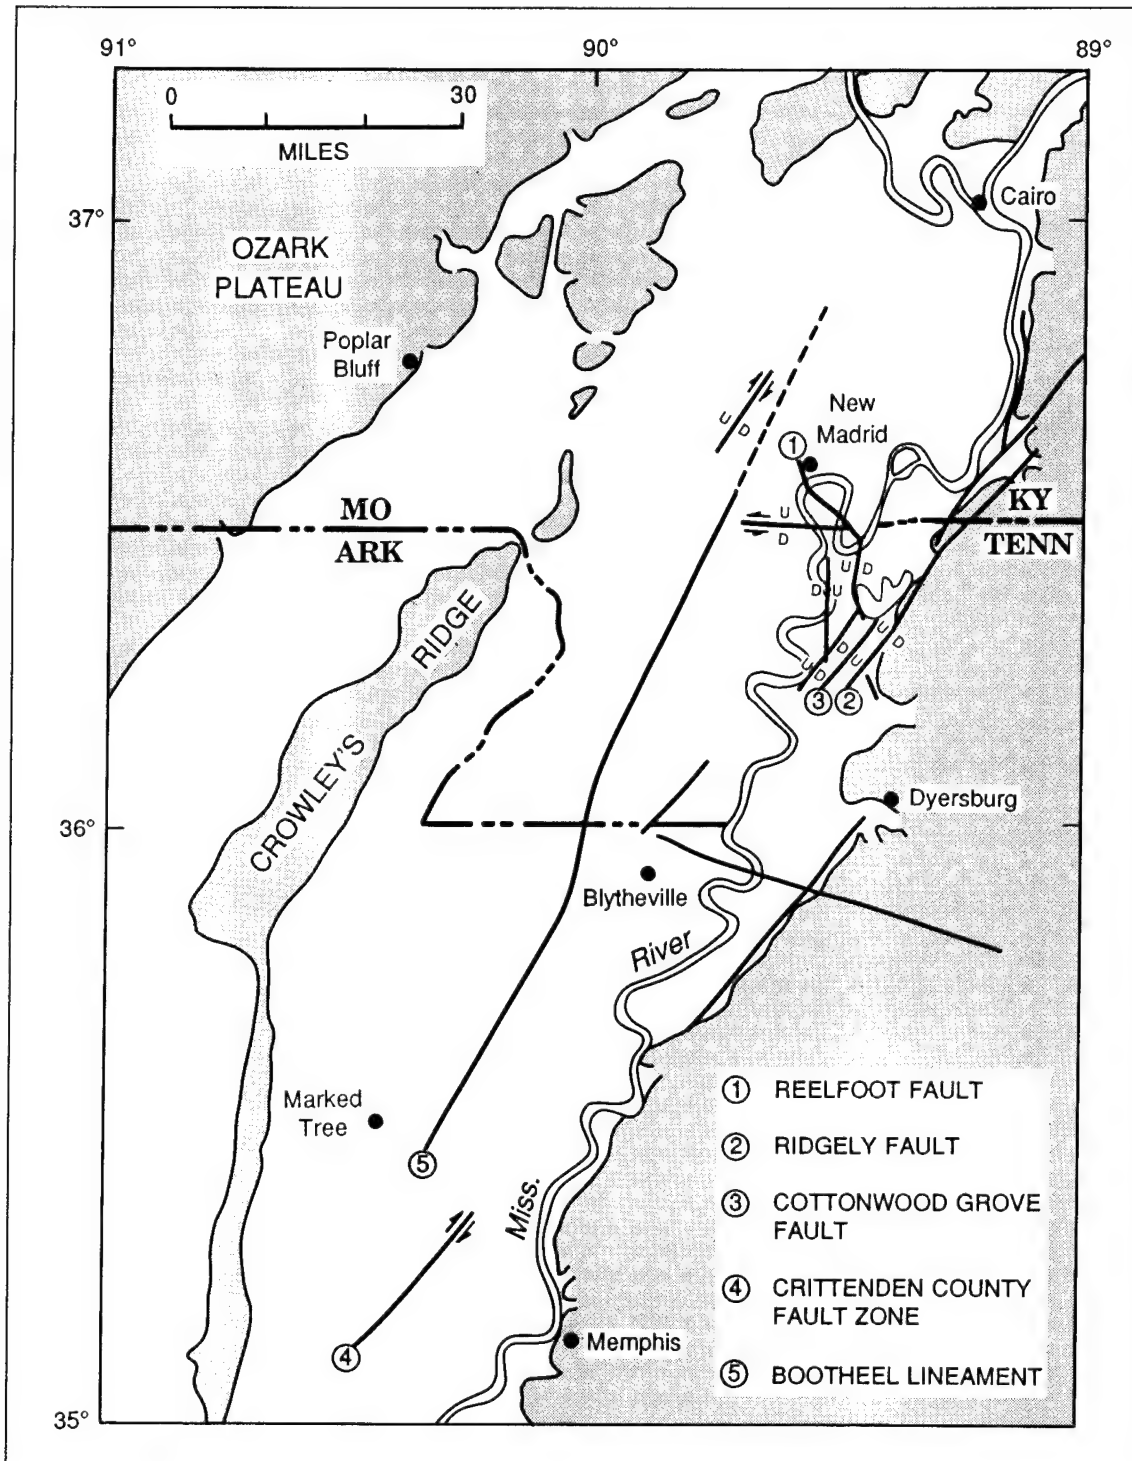 91°
90°
89°
0 30
MILES
37°
OZARK
PLATEAU
Cairo
Poplar
Bluff
U D
New
Madrid
1
MO
ARK
U
D
KY
TENN
U D
D U
U D
D U
U D
U D
3 2
CROWLEY'S RIDGE
Dyersburg
36°
Blytheville
River
Marked
Tree
5
Miss.
4
Memphis
35°
1 REELFOOT FAULT
2 RIDGELY FAULT
3 COTTONWOOD GROVE
FAULT
4 CRITTENDEN COUNTY
FAULT ZONE
5 BOOTHEEL LINEAMENT